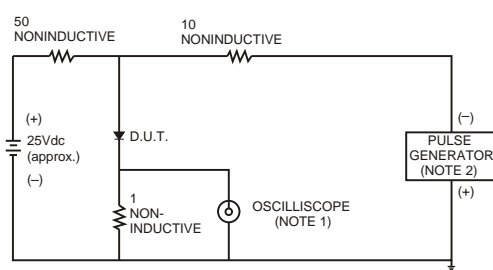 50
NONINDUCTIVE
10
NONINDUCTIVE
(+)
25Vdc
(approx.)
(–)
D.U.T.
1
NON-
INDUCTIVE
OSCILLISCOPE
(NOTE 1)
(–)
PULSE
GENERATOR
(NOTE 2)
(+)